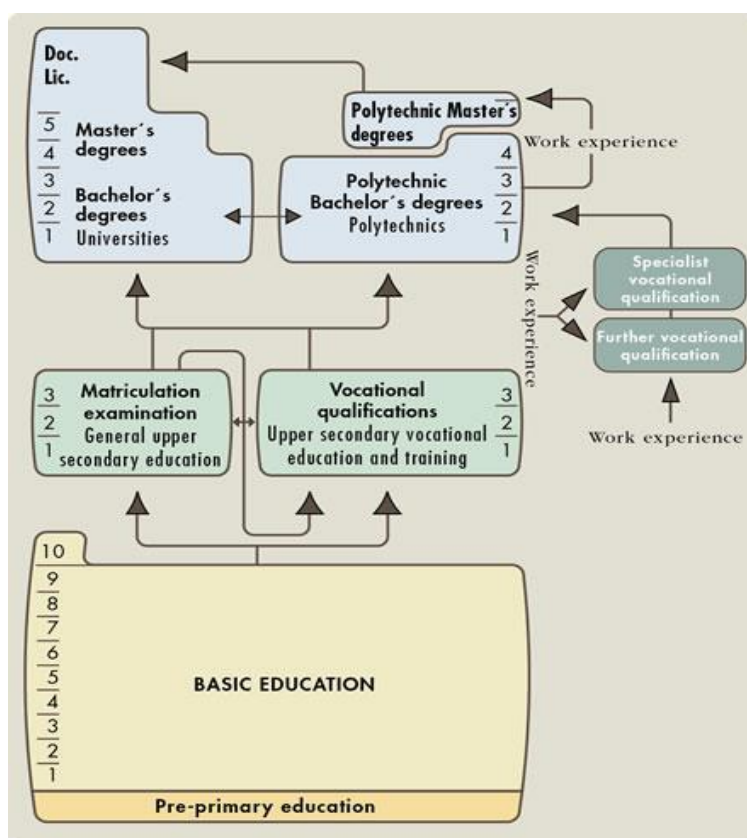 Doc.
Lic.
5
4
3
2
1
Master´s
degrees
Bachelor´s
degrees
Universities
Polytechnic Master´s
degrees
Work experience
Polytechnic
Bachelor´s degrees
Polytechnics
4
3
2
1
Specialist
vocational
qualification
Further vocational
qualification
Work experience
Work experience
3
2
1
Matriculation
examination
General upper
secondary education
Vocational
qualifications
Upper secondary vocational
education and training
3
2
1
10
9
8
7
6
5
4
3
2
1
BASIC EDUCATION
Pre-primary education